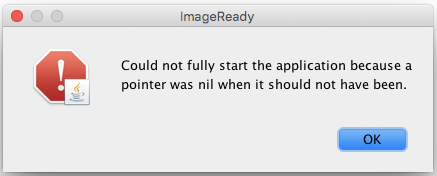 ImageReady
Could not fully start the application because a
pointer was nil when it should not have been.
OK